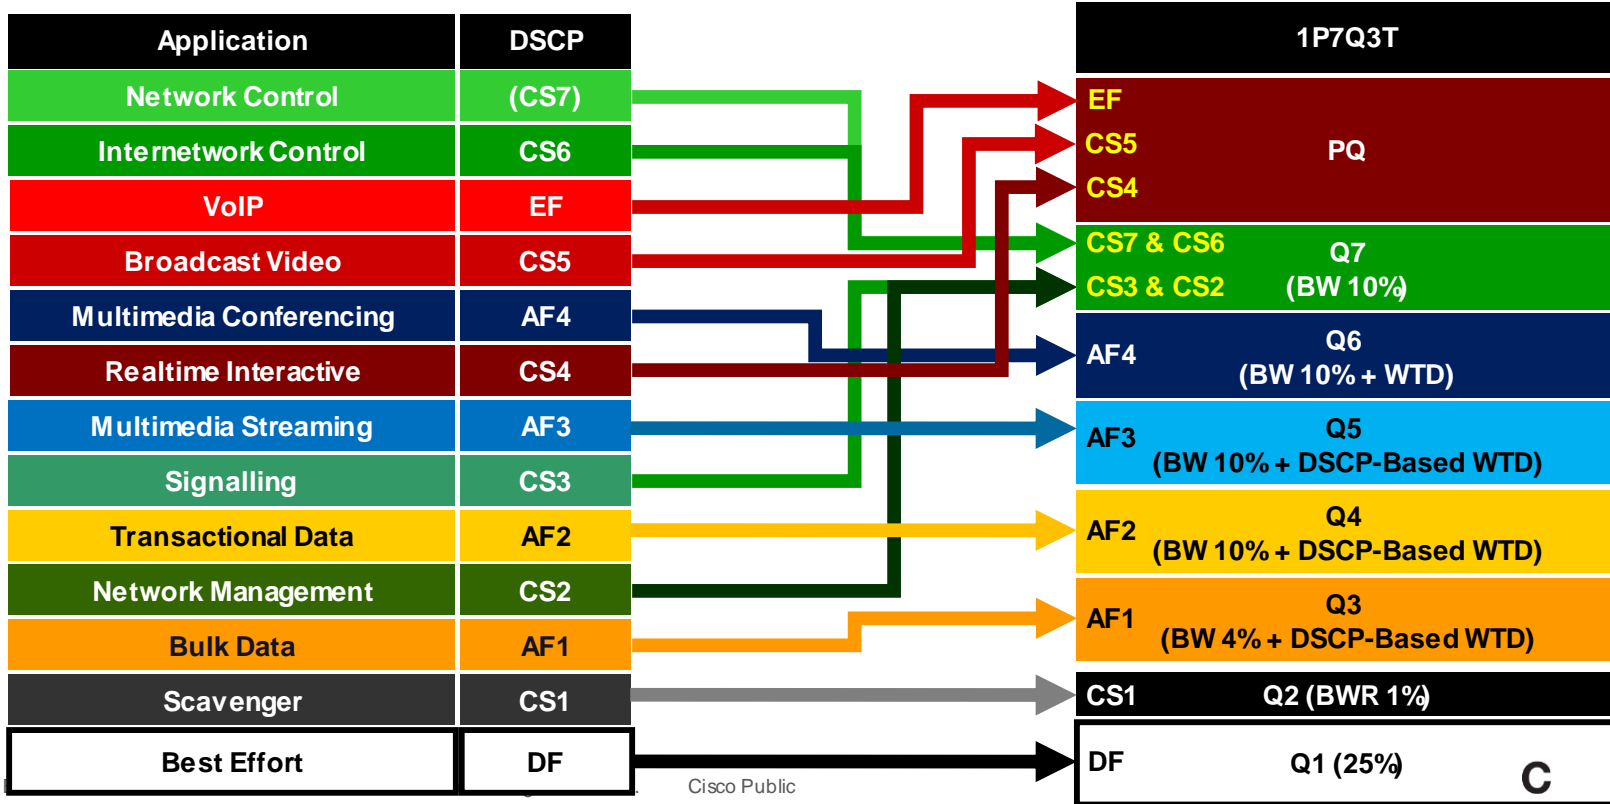 Application DSCP
Network Control (CS7)
Internetwork Control CS6
VoIP EF
Broadcast Video CS5
Multimedia Conferencing AF4
Realtime Interactive CS4
Multimedia Streaming AF3
Signalling CS3
Transactional Data AF2
Network Management CS2
Bulk Data AF1
Scavenger CS1
Best Effort DF
1P7Q3T
EF
CS5 PQ
CS4
CS7 & CS6 Q7
CS3 & CS2 (BW 10%)
AF4 Q6
(BW 10% + WTD)
AF3 Q5
(BW 10% + DSCP-Based WTD)
AF2 Q4
(BW 10% + DSCP-Based WTD)
AF1 Q3
(BW 4% + DSCP-Based WTD)
CS1 Q2 (BWR 1%)
DF Q1 (25%)
C
Cisco Public